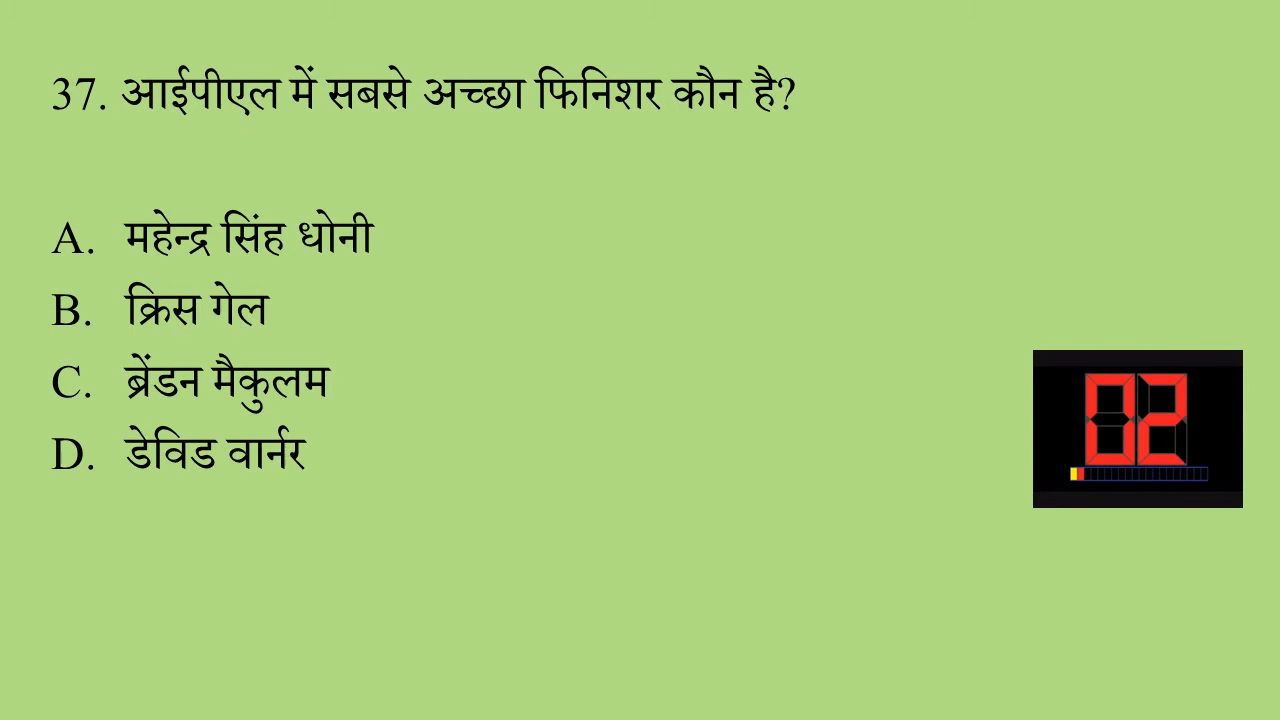 37. आईपीएल में सबसे अच्छा फिनिशर कौन है?
A. महेन्द्र सिंह धोनी
B. क्रिस गेल
C. ब्रेंडन मैकुलम
D. डेविड वार्नर
02